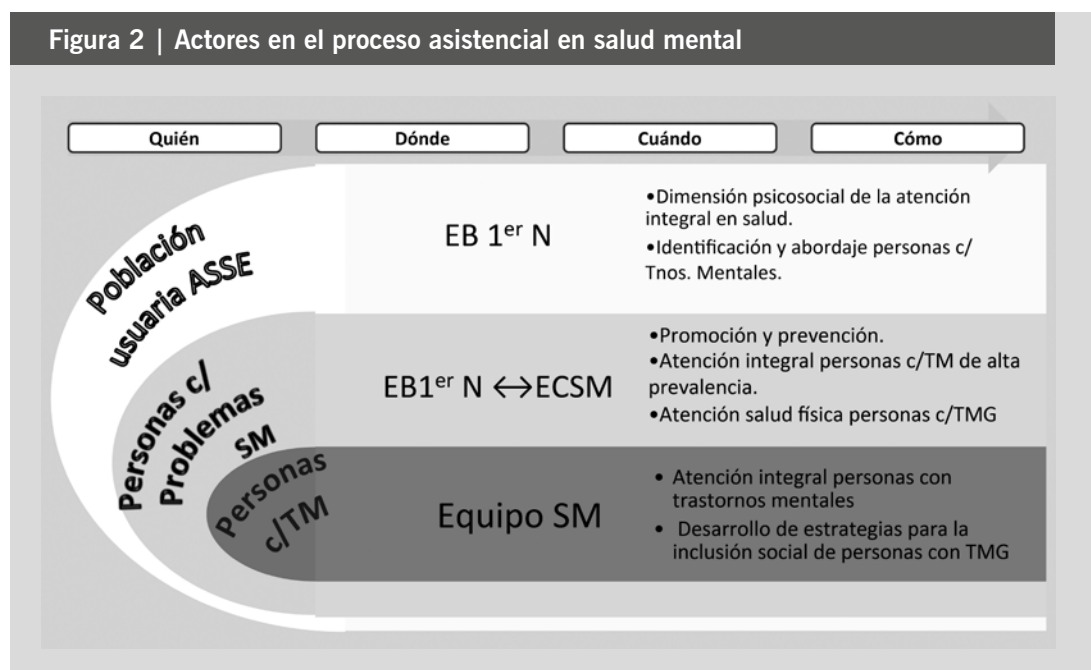 Figura 2 | Actores en el proceso asistencial en salud mental
Quién
Dónde
Cuándo
Cómo
Población
usuaria ASSE
EB 1er N
•Dimensión psicosocial de la atención
integral en salud.
•Identificación y abordaje personas c/
Tnos. Mentales.
Personas c/
Problemas
SM
EB1er N ↔ECSM
•Promoción y prevención.
•Atención integral personas c/TM de alta
prevalencia.
•Atención salud física personas c/TMG
Personas
c/TM
Equipo SM
• Atención integral personas con
trastornos mentales
• Desarrollo de estrategias para la
inclusión social de personas con TMG